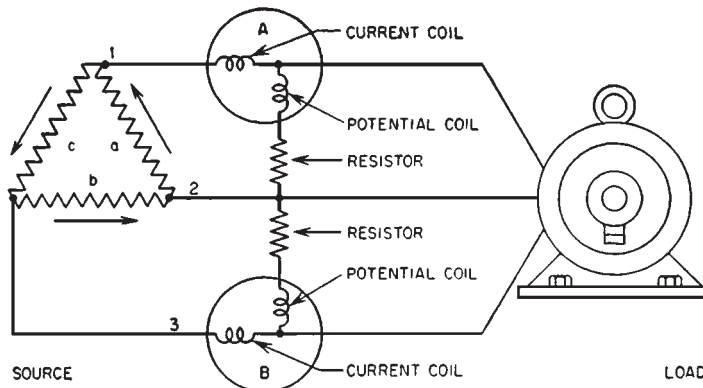 A
CURRENT COIL
1
POTENTIAL COIL
c
a
RESISTOR
b
2
RESISTOR
POTENTIAL COIL
3
B
CURRENT COIL
SOURCE
LOAD